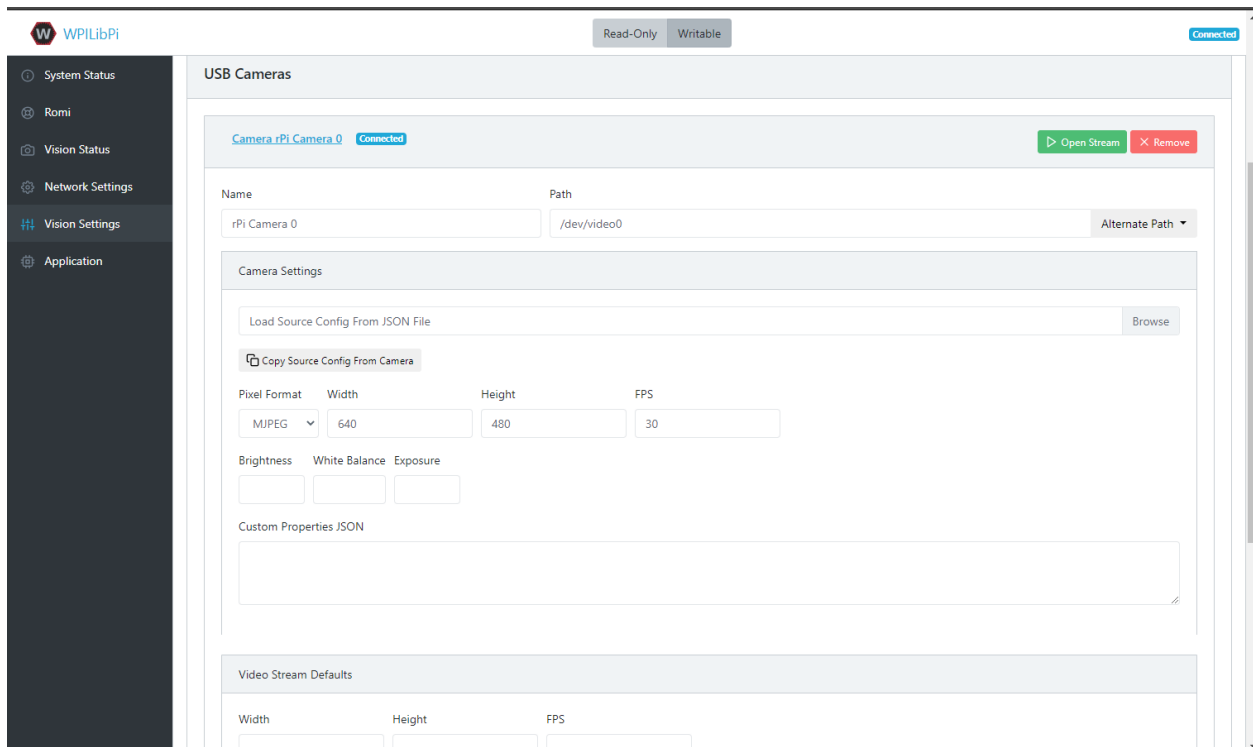 W WPILibPi
Read-Only Writable
Connected
System Status
Romi
Vision Status
Network Settings
Vision Settings
Application
USB Cameras
Camera rPi Camera 0 Connected
Open Stream Remove
Name Path
rPi Camera 0 /dev/video0 Alternate Path
Camera Settings
Load Source Config From JSON File Browse
Copy Source Config From Camera
Pixel Format Width Height FPS
MJPEG 640 480 30
Brightness White Balance Exposure
Custom Properties JSON
Video Stream Defaults
Width Height FPS